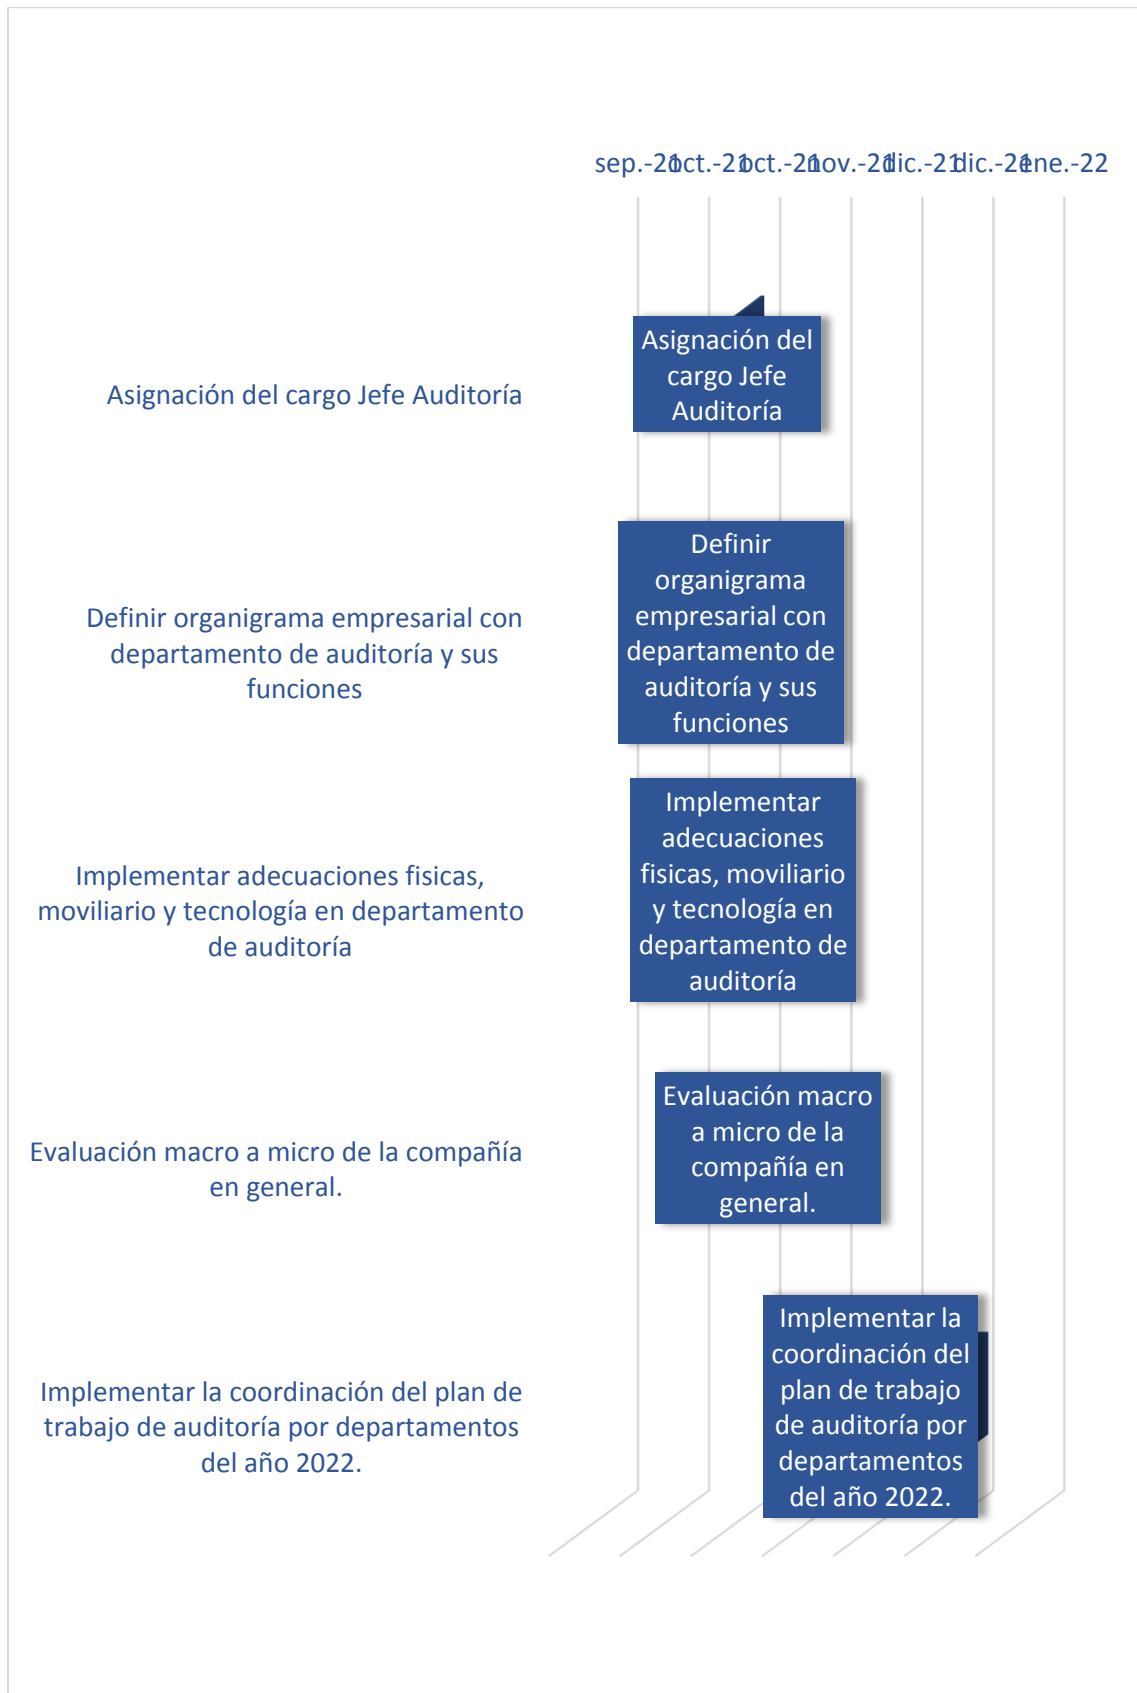 sep.-21 oct.-21 oct.-21 nov.-21 dic.-21 dic.-21 ene.-22
Asignación del cargo Jefe Auditoría
Asignación del
cargo Jefe
Auditoría
Definir organigrama empresarial con
departamento de auditoría y sus
funciones
Definir
organigrama
empresarial con
departamento de
auditoría y sus
funciones
Implementar adecuaciones fisicas,
moviliario y tecnología en departamento
de auditoría
Implementar
adecuaciones
fisicas, moviliario
y tecnología en
departamento de
auditoría
Evaluación macro a micro de la compañía
en general.
Evaluación macro
a micro de la
compañía en
general.
Implementar la coordinación del plan de
trabajo de auditoría por departamentos
del año 2022.
Implementar la
coordinación del
plan de trabajo
de auditoría por
departamentos
del año 2022.